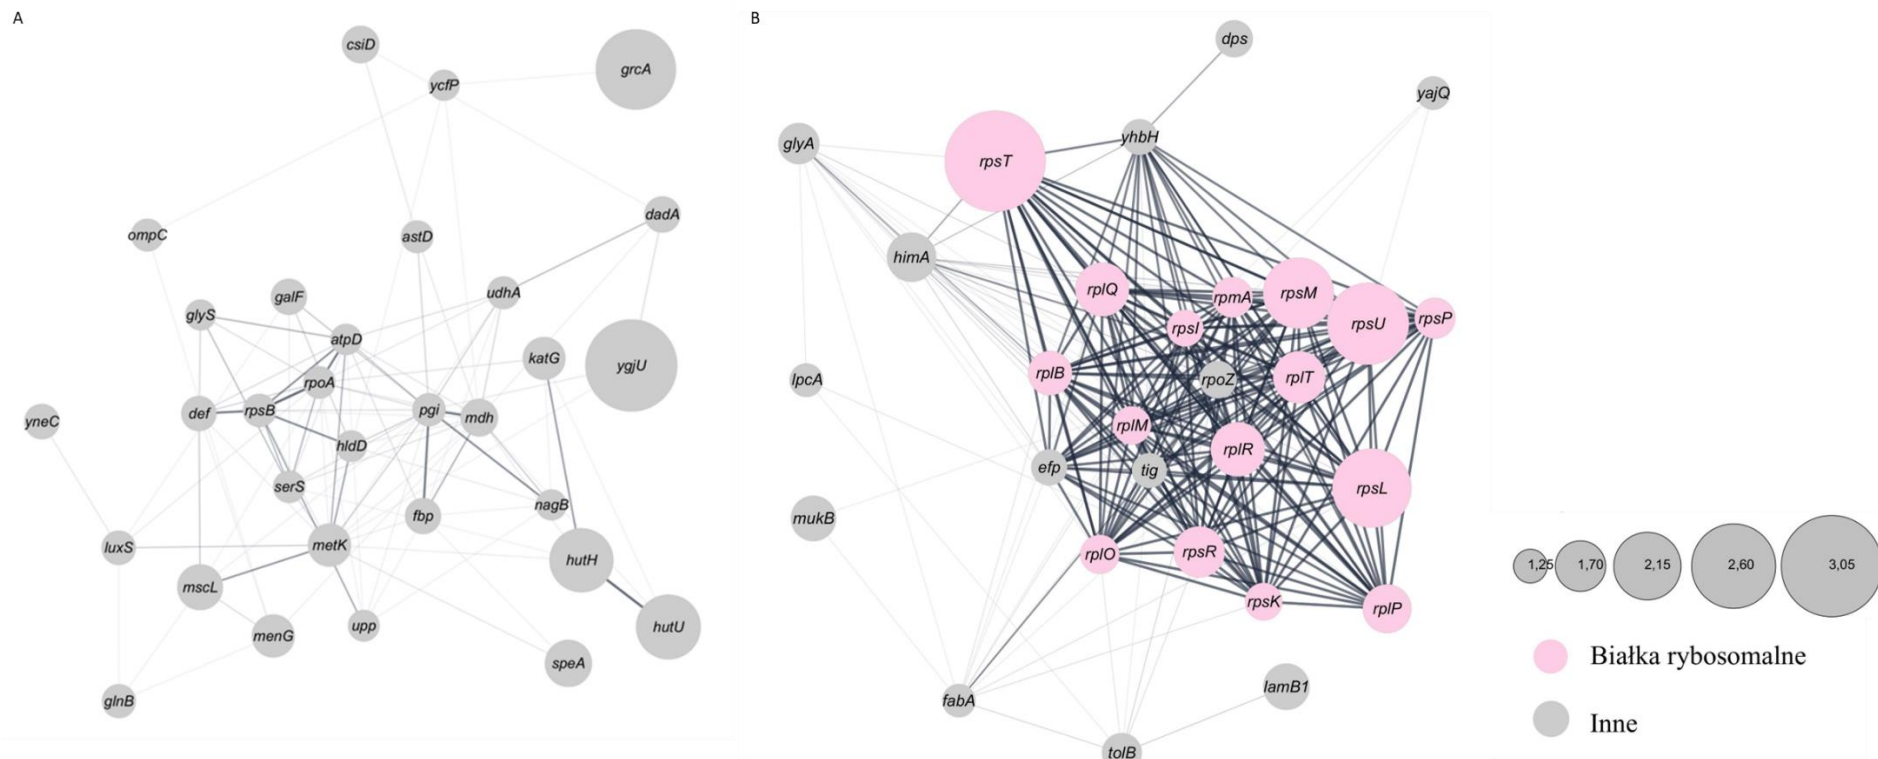 A
B
csiD
dps
grcA
ycfP
yajQ
yhbH
glyA
rpsT
dadA
ompC
astD
himA
galF
udhA
rplQ
rpmA
rpsM
glyS
rpsU
rpsP
atpD
rpsI
katG
ygjU
rpoA
rplB
lpcA
rpoZ
rplT
def
rpsB
pgi
mdh
yneC
rplM
hldD
rplR
efp
tig
serS
rpsL
nagB
fbp
mukB
metK
luxS
rplO
rpsR
hutH
1,25
1,70
2,15
2,60
3,05
mscL
rpsK
rplP
upp
hutU
menG
speA
Białka rybosomalne
lamB1
glnB
fabA
Inne
tolB